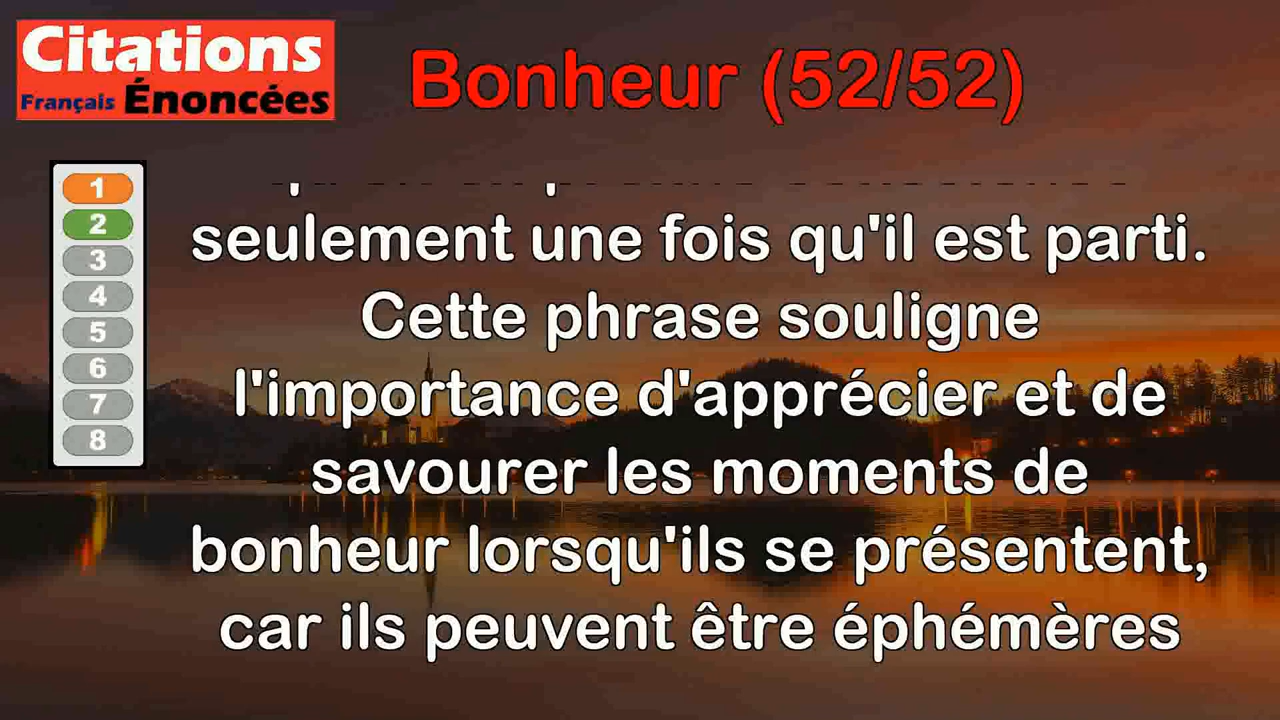 Citations
Français Énoncées
Bonheur (52/52)
1
2
3
4
5
6
7
8
seulement une fois qu'il est parti.
Cette phrase souligne
l'importance d'apprécier et de
savourer les moments de
bonheur lorsqu'ils se présentent,
car ils peuvent être éphémères